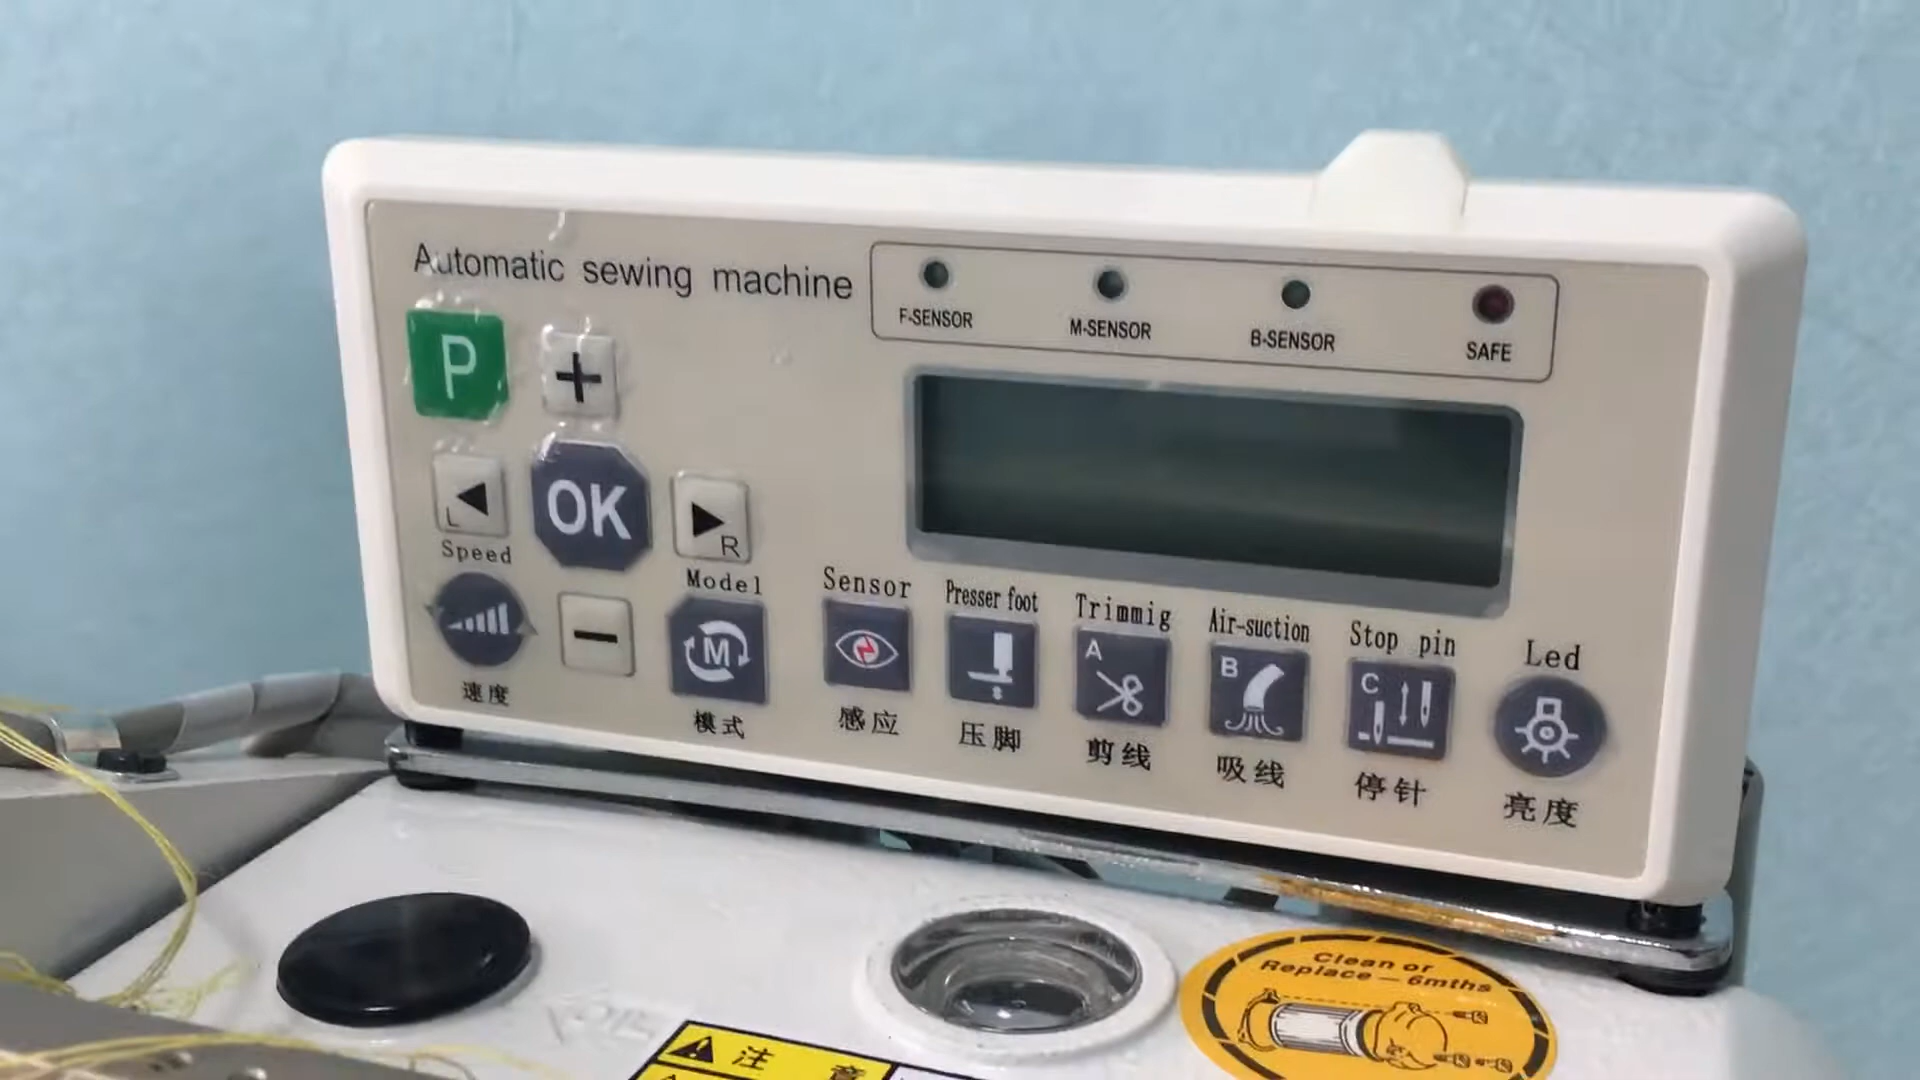 Automatic sewing machine
F-SENSOR
M-SENSOR
B-SENSOR
SAFE
P
+
L
OK
R
Speed
速度
−
Model
M
模式
Sensor
感应
Presser foot
压脚
Trimmig
A
剪线
Air-suction
B
吸线
Stop pin
C
停针
Led
亮度
Clean or
Replace — 6mths
注意